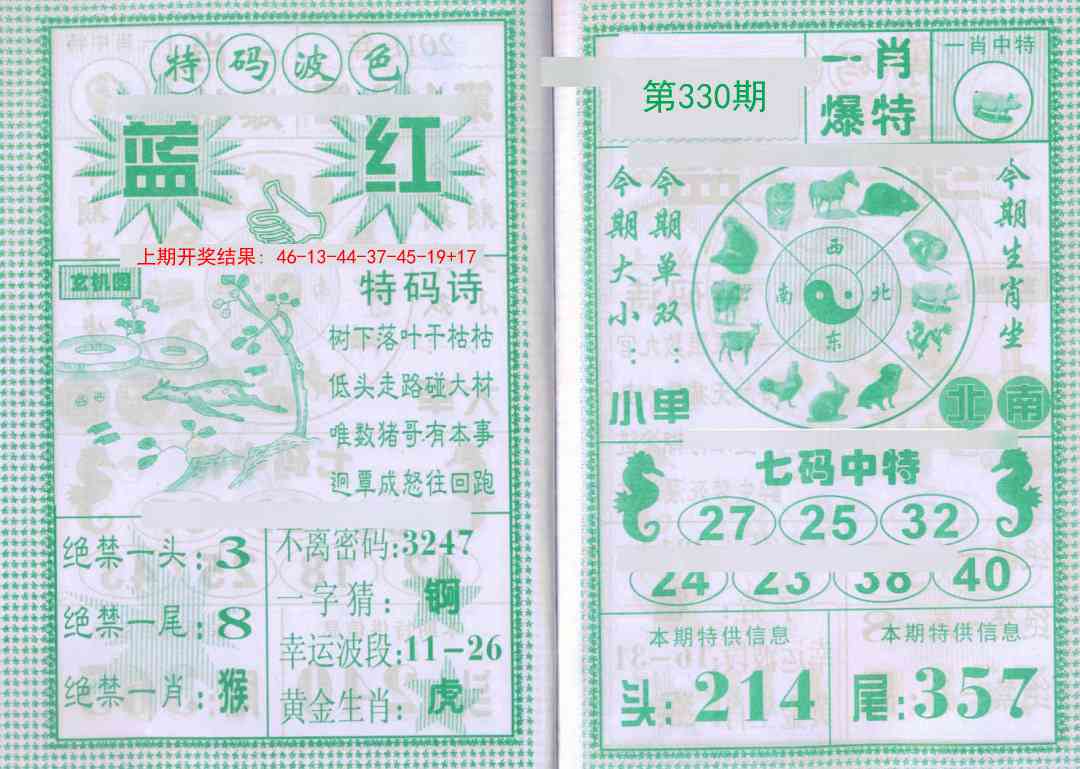 特码波色
蓝 红
上期开奖结果：46-13-44-37-45-19+17
玄机图
特码诗
树下落叶干枯枯
低头走路碰大材
唯数猪哥有本事
迥覃成怒往回跑
绝禁一头:3
绝禁一尾:8
绝禁一肖:猴
不离密码:3247
一字猜：钢
幸运波段:11-26
黄金生肖:虎
第330期
一肖
爆特
一肖中特
今期大小：小
今期单双：单
西
南 北
东
今期生肖坐
北 南
七码中特
27 25 32
24 23 38 40
本期特供信息
头:214
本期特供信息
尾:357